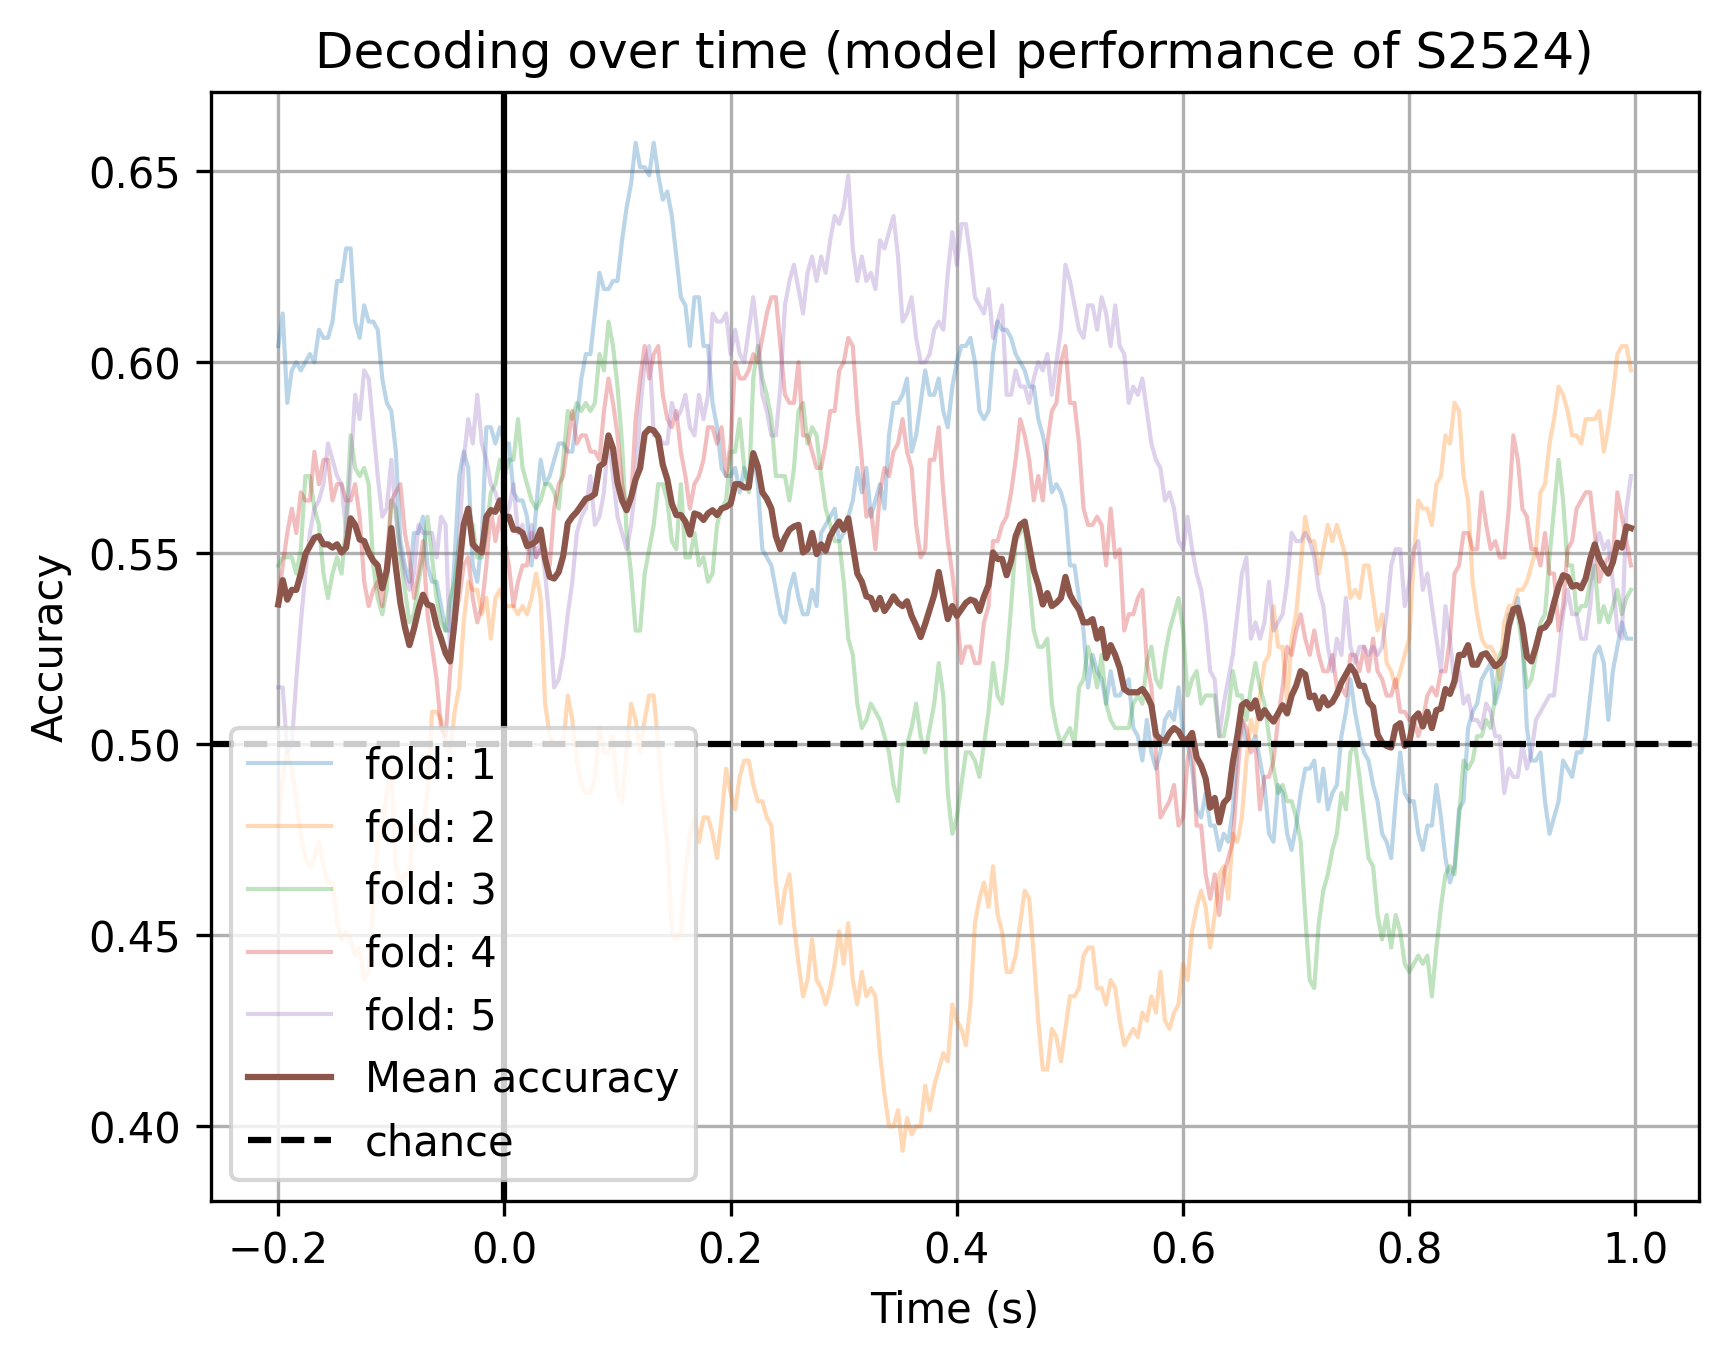 Decoding over time (model performance of S2524)
Accuracy
0.65
0.60
0.55
0.50
0.45
0.40
fold: 1
fold: 2
fold: 3
fold: 4
fold: 5
Mean accuracy
chance
−0.2 0.0 0.2 0.4 0.6 0.8 1.0
Time (s)